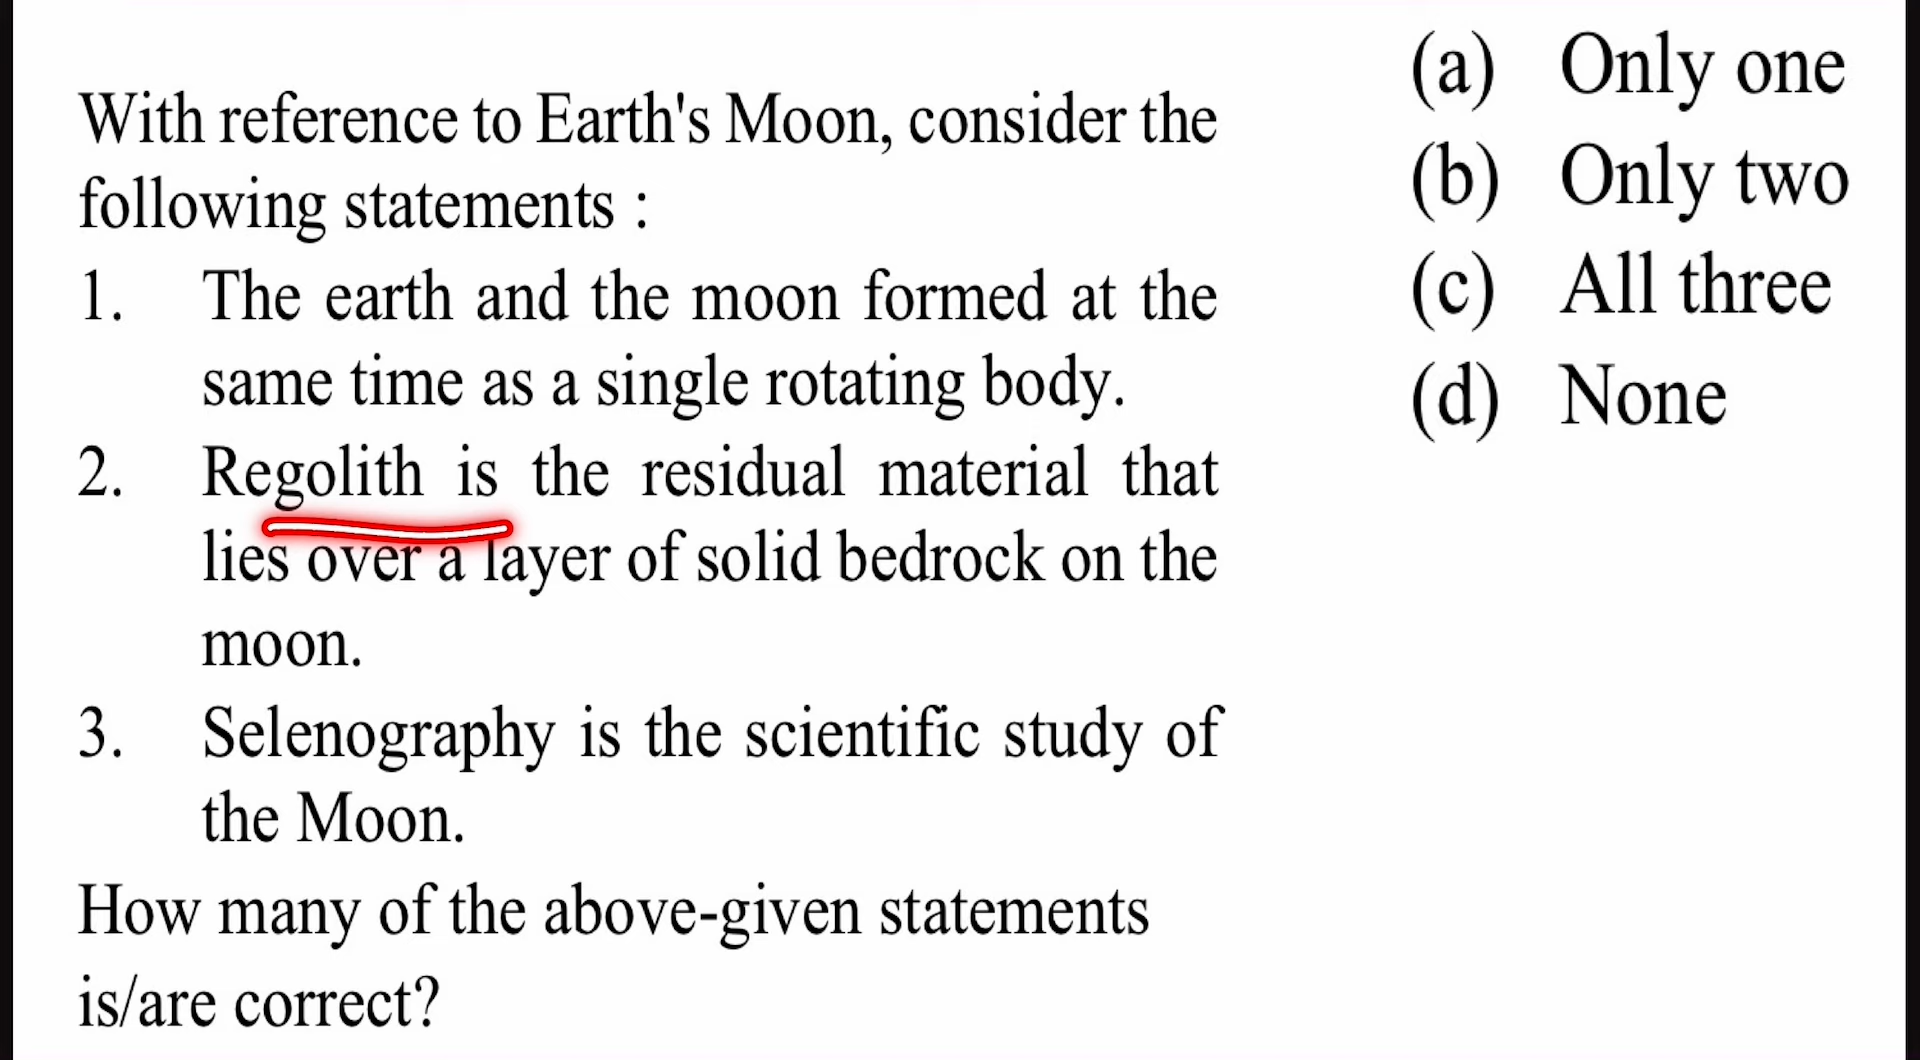 With reference to Earth's Moon, consider the
following statements :
1. The earth and the moon formed at the
same time as a single rotating body.
2. Regolith is the residual material that
lies over a layer of solid bedrock on the
moon.
3. Selenography is the scientific study of
the Moon.
How many of the above-given statements
is/are correct?
(a) Only one
(b) Only two
(c) All three
(d) None